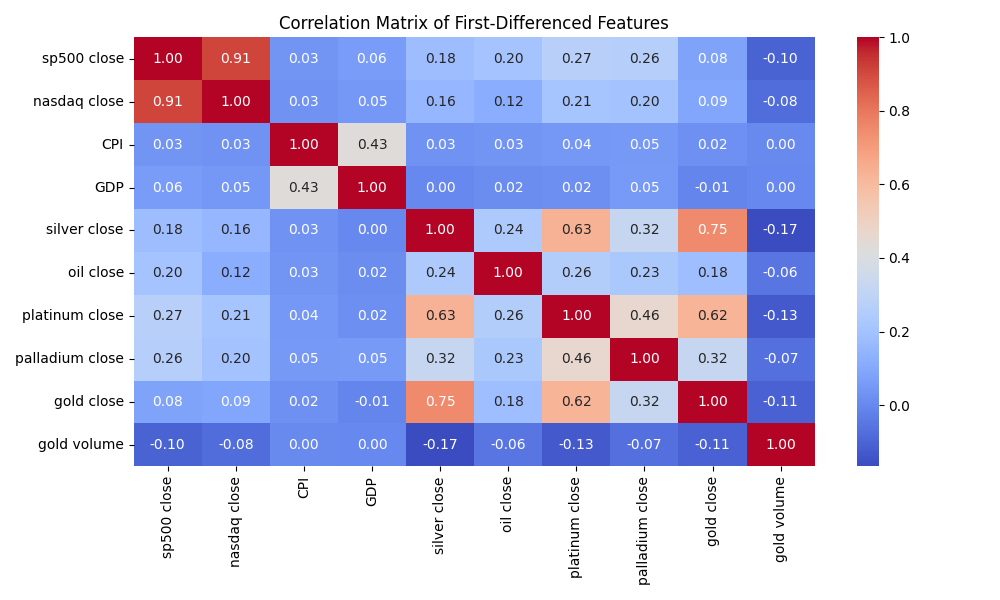 Correlation Matrix of First-Differenced Features
sp500 close 1.00 0.91 0.03 0.06 0.18 0.20 0.27 0.26 0.08 -0.10
nasdaq close 0.91 1.00 0.03 0.05 0.16 0.12 0.21 0.20 0.09 -0.08
CPI 0.03 0.03 1.00 0.43 0.03 0.03 0.04 0.05 0.02 0.00
GDP 0.06 0.05 0.43 1.00 0.00 0.02 0.02 0.05 -0.01 0.00
silver close 0.18 0.16 0.03 0.00 1.00 0.24 0.63 0.32 0.75 -0.17
oil close 0.20 0.12 0.03 0.02 0.24 1.00 0.26 0.23 0.18 -0.06
platinum close 0.27 0.21 0.04 0.02 0.63 0.26 1.00 0.46 0.62 -0.13
palladium close 0.26 0.20 0.05 0.05 0.32 0.23 0.46 1.00 0.32 -0.07
gold close 0.08 0.09 0.02 -0.01 0.75 0.18 0.62 0.32 1.00 -0.11
gold volume -0.10 -0.08 0.00 0.00 -0.17 -0.06 -0.13 -0.07 -0.11 1.00
sp500 close
nasdaq close
CPI
GDP
silver close
oil close
platinum close
palladium close
gold close
gold volume
1.0
0.8
0.6
0.4
0.2
0.0